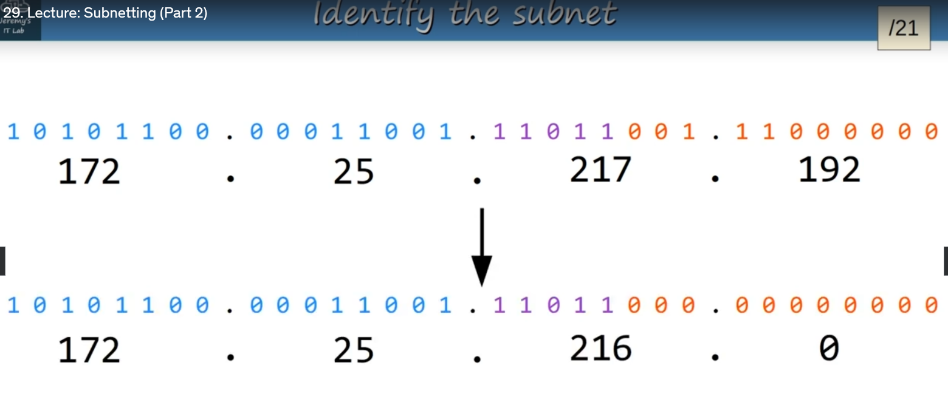 29. Lecture: Subnetting (Part 2)
Jeremy's
IT Lab
Identify the subnet
/21
1 0 1 0 1 1 0 0 . 0 0 0 1 1 0 0 1 . 1 1 0 1 1 0 0 1 . 1 1 0 0 0 0 0 0
172 . 25 . 217 . 192
1 0 1 0 1 1 0 0 . 0 0 0 1 1 0 0 1 . 1 1 0 1 1 0 0 0 . 0 0 0 0 0 0 0 0
172 . 25 . 216 . 0